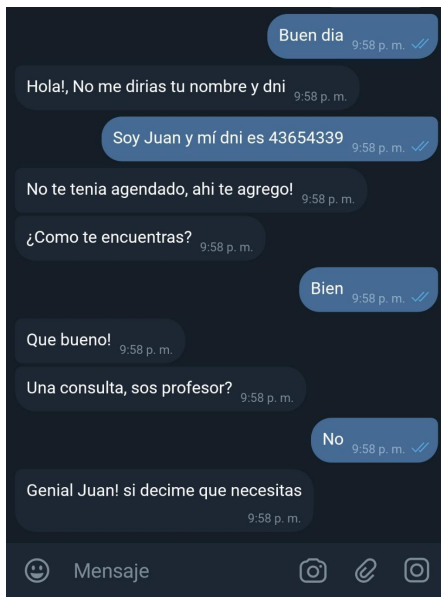 Buen dia
9:58 p. m.
Hola!, No me dirias tu nombre y dni
9:58 p. m.
Soy Juan y mí dni es 43654339
9:58 p. m.
No te tenia agendado, ahi te agrego!
9:58 p. m.
¿Como te encuentras?
9:58 p. m.
Bien
9:58 p. m.
Que bueno!
9:58 p. m.
Una consulta, sos profesor?
9:58 p. m.
No
9:58 p. m.
Genial Juan! si decime que necesitas
9:58 p. m.
Mensaje